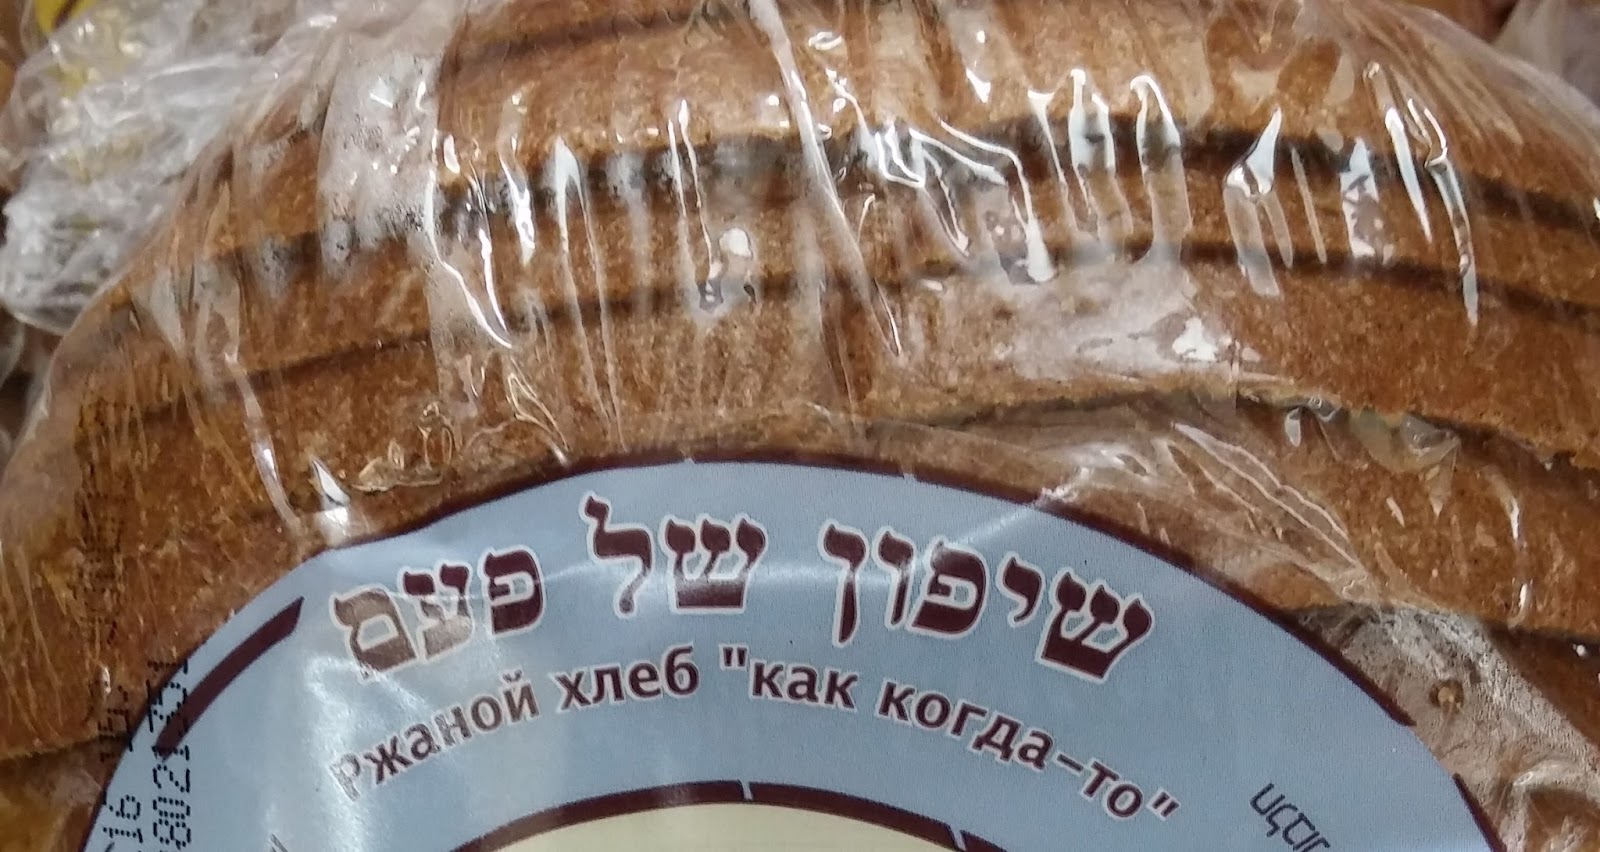 שיפון של פעם
Ржаной хлеб "как когда-то"